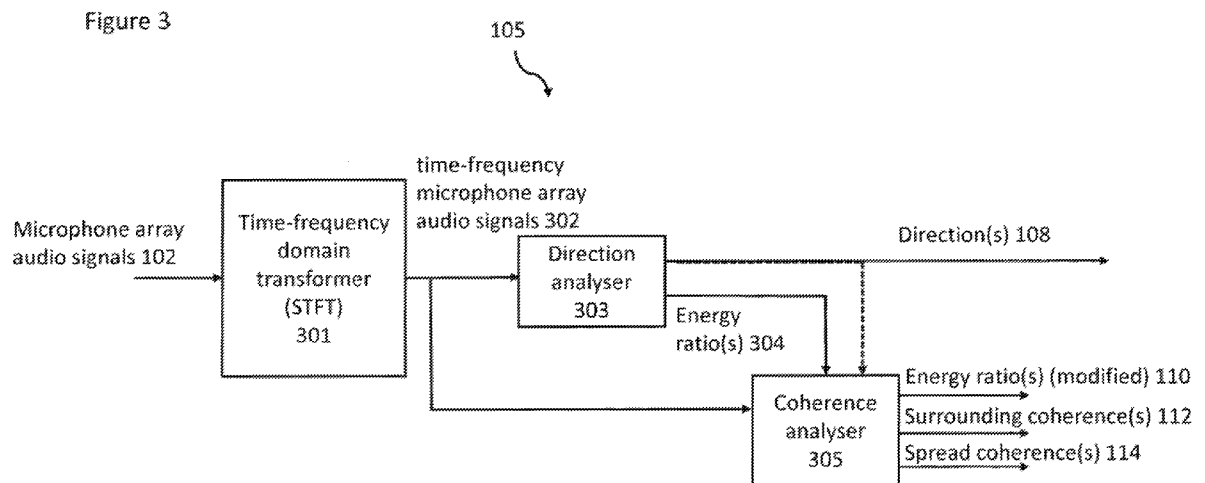 Figure 3
105
Microphone array
audio signals 102
Time-frequency
domain
transformer
(STFT)
301
time-frequency
microphone array
audio signals 302
Direction
analyser
303
Direction(s) 108
Energy
ratio(s) 304
Coherence
analyser
305
Energy ratio(s) (modified) 110
Surrounding coherence(s) 112
Spread coherence(s) 114